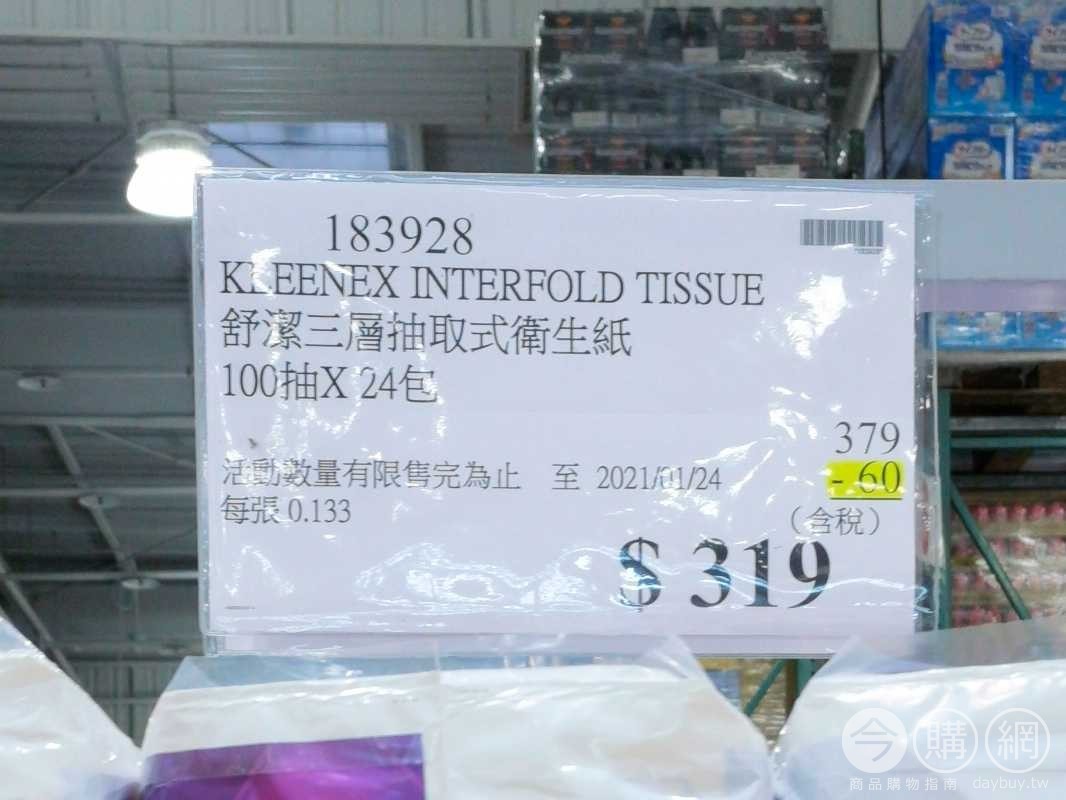 183928
KLEENEX INTERFOLD TISSUE
舒潔三層抽取式衛生紙
100抽X 24包
379
活動數量有限售完為止 至 2021/01/24 - 60
每張 0.133 (含稅)
$ 319
今購網
商品購物指南 daybuy.tw